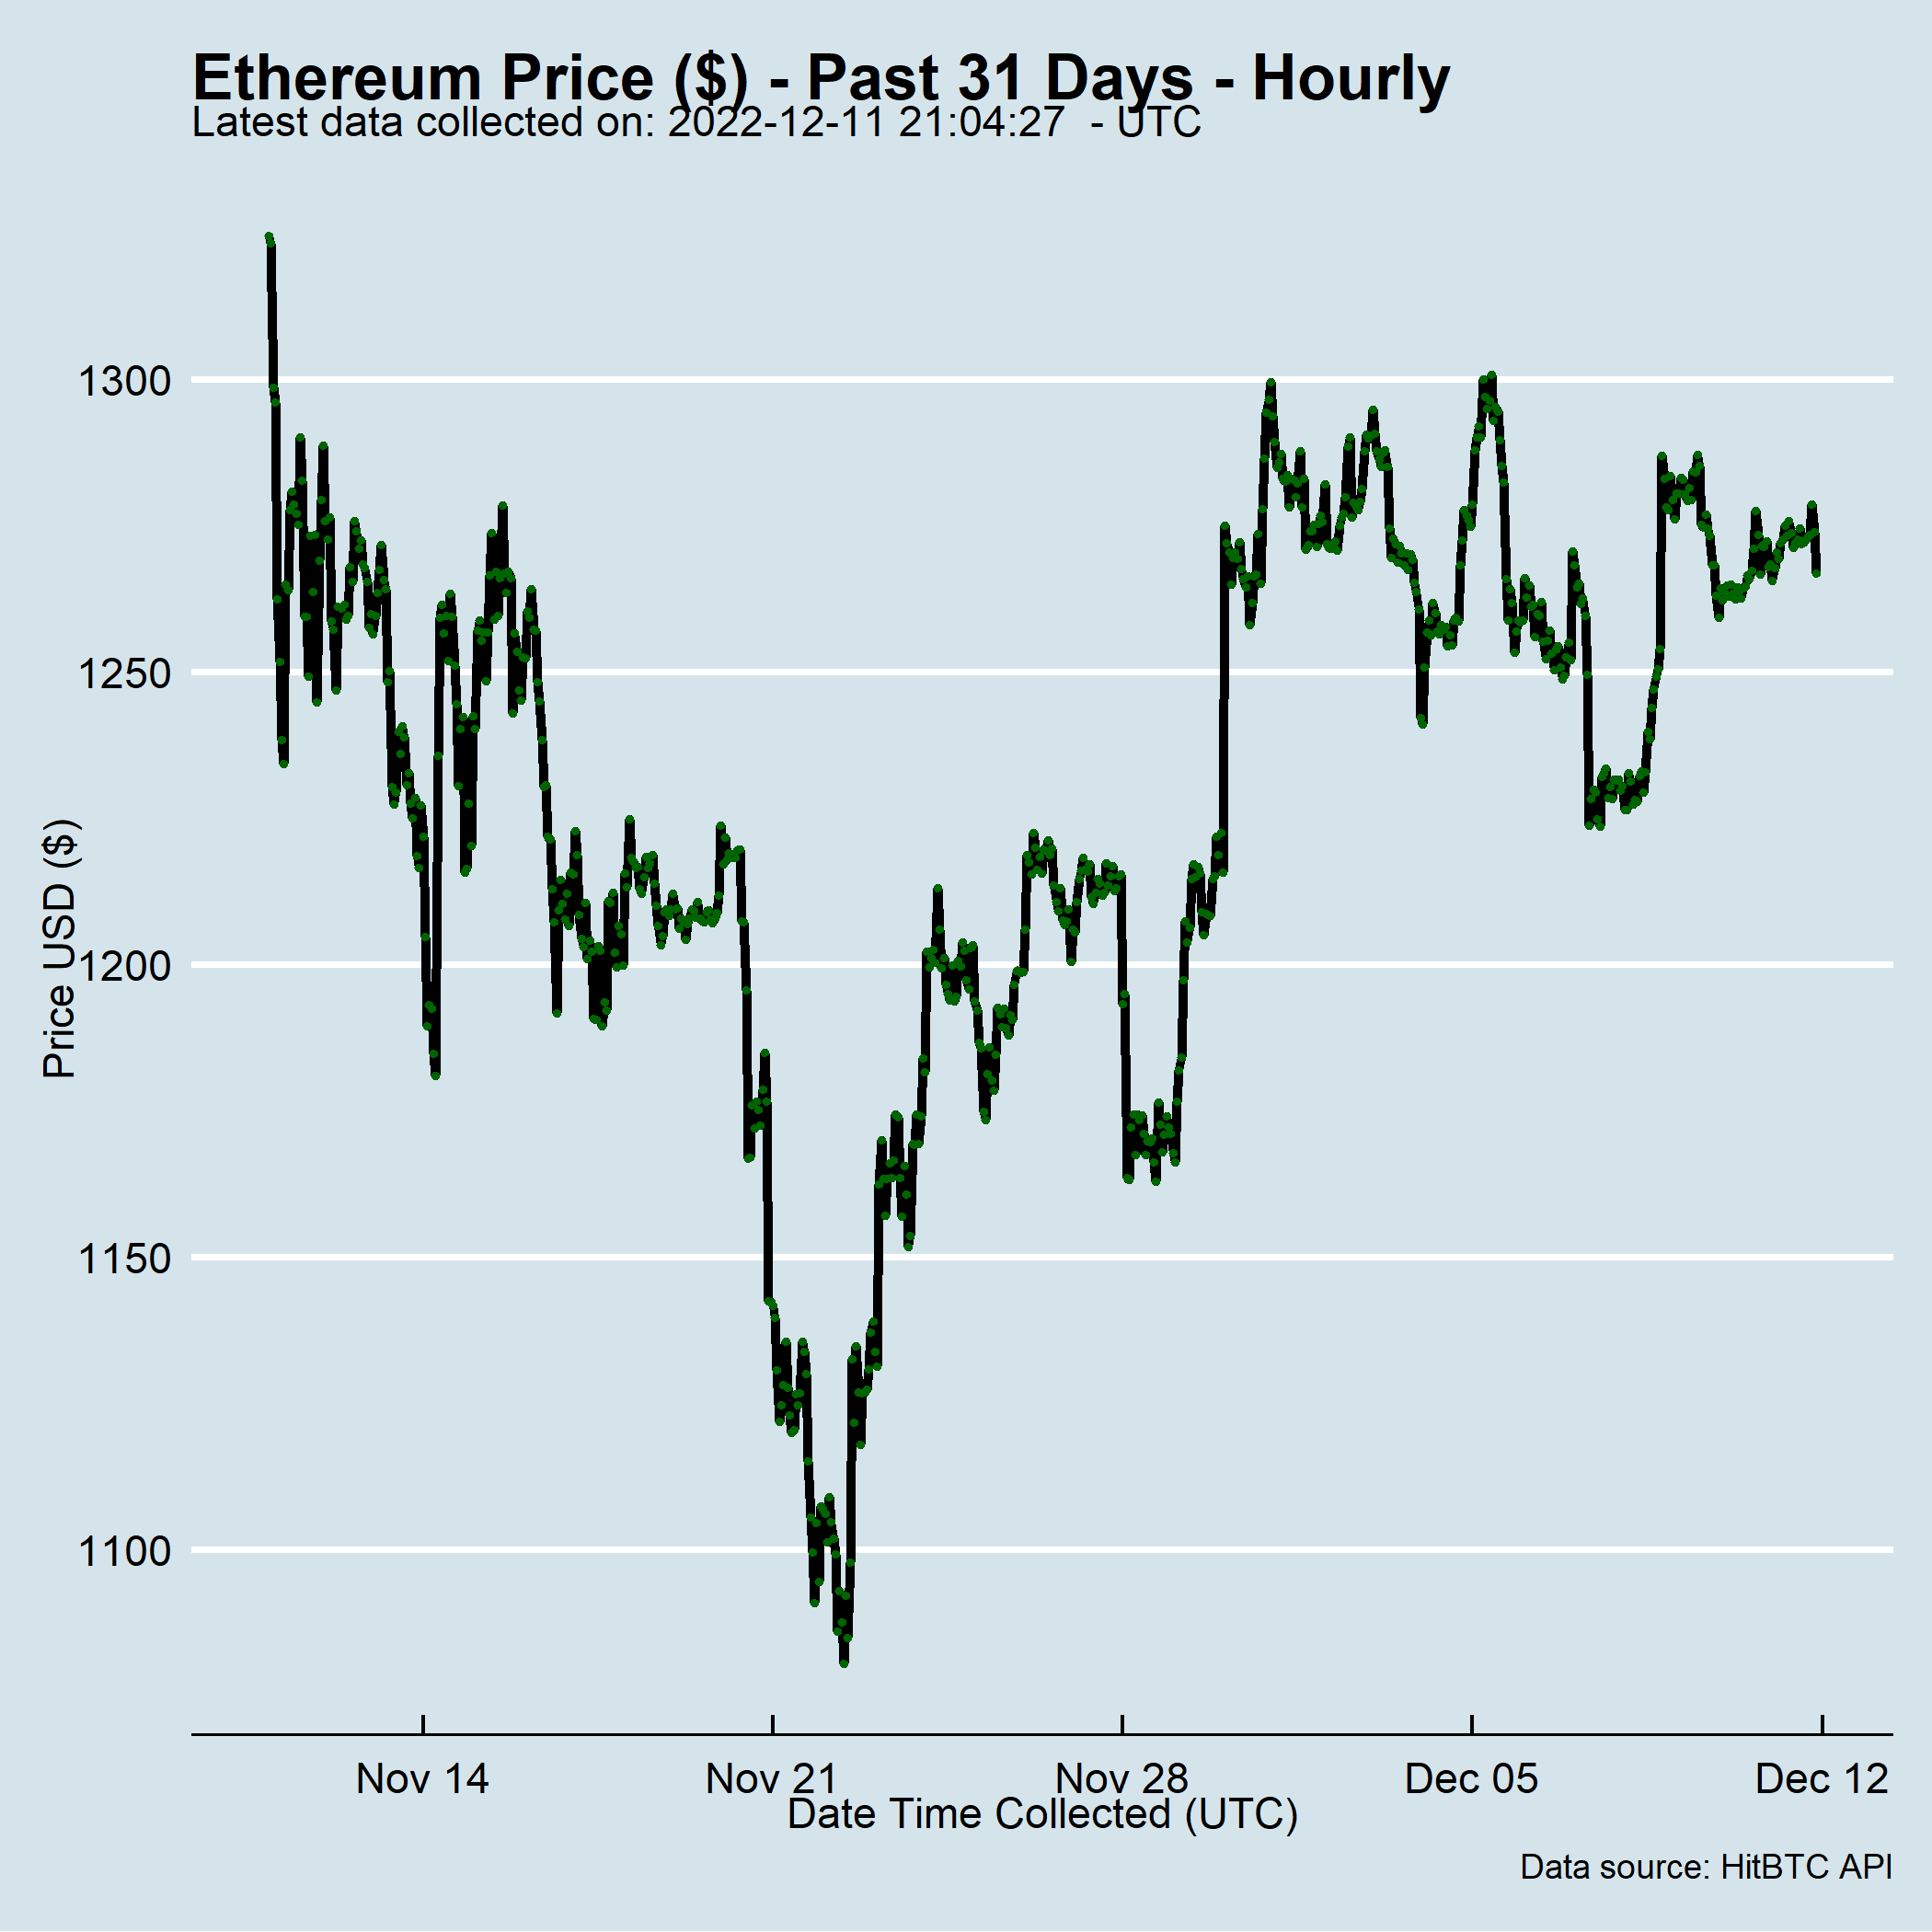 Ethereum Price ($) - Past 31 Days - Hourly
Latest data collected on: 2022-12-11 21:04:27  - UTC
Price USD ($)
1300
1250
1200
1150
1100
Nov 14
Nov 21
Nov 28
Dec 05
Dec 12
Date Time Collected (UTC)
Data source: HitBTC API